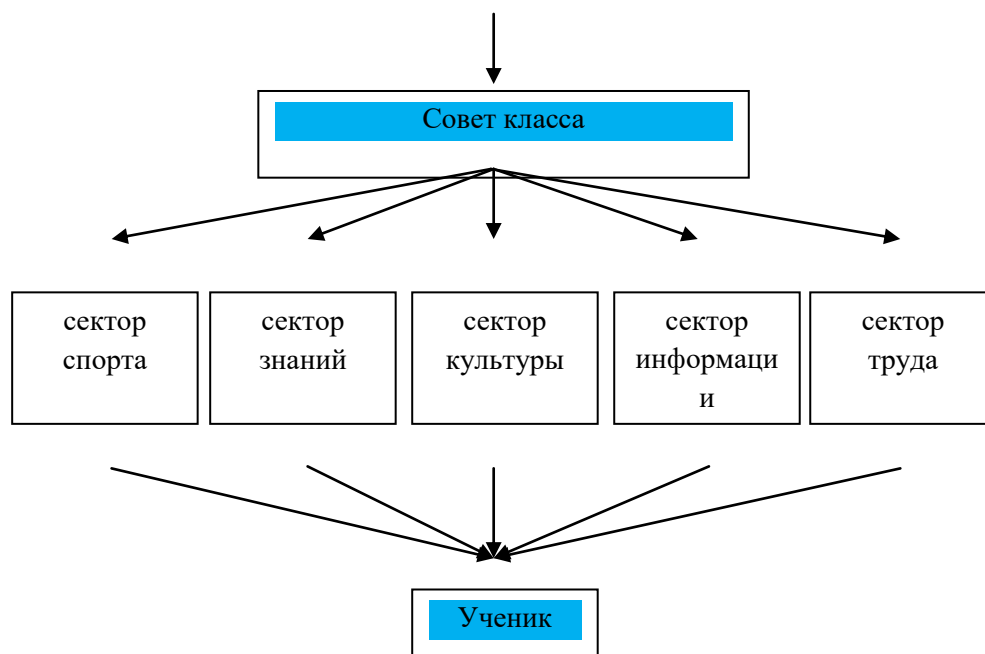 Совет класса
сектор
спорта
сектор
знаний
сектор
культуры
сектор
информаци
и
сектор
труда
Ученик